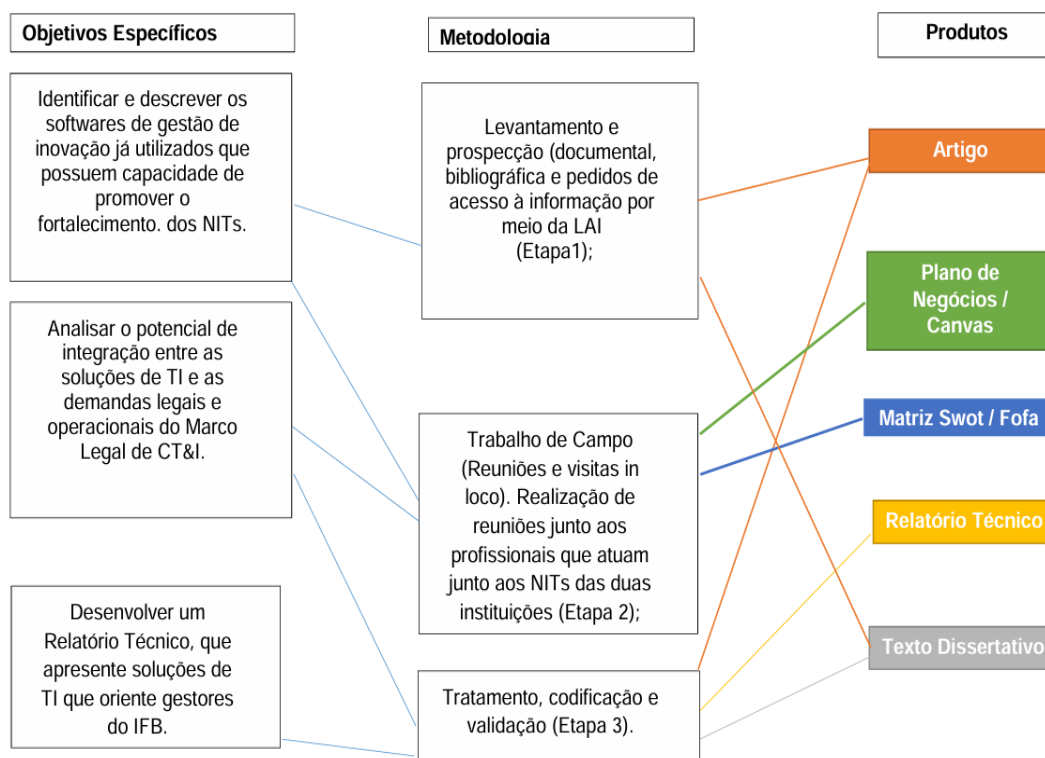 Objetivos Específicos
Identificar e descrever os
softwares de gestão de
inovação já utilizados que
possuem capacidade de
promover o
fortalecimento. dos NITs.
Analisar o potencial de
integração entre as
soluções de TI e as
demandas legais e
operacionais do Marco
Legal de CT&I.
Desenvolver um
Relatório Técnico, que
apresente soluções de
TI que oriente gestores
do IFB.
Metodologia
Levantamento e
prospecção (documental,
bibliográfica e pedidos de
acesso à informação por
meio da LAI
(Etapa1);
Trabalho de Campo
(Reuniões e visitas in
loco). Realização de
reuniões junto aos
profissionais que atuam
junto aos NITs das duas
instituições (Etapa 2);
Tratamento, codificação e
validação (Etapa 3).
Produtos
Artigo
Plano de
Negócios /
Canvas
Matriz Swot / Fofa
Relatório Técnico
Texto Dissertativo